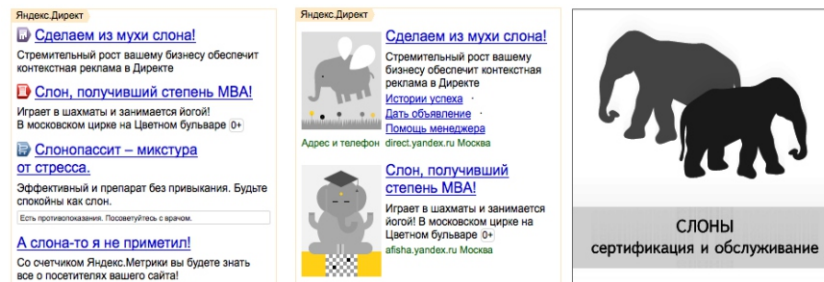 Яндекс.Директ
Сделаем из мухи слона!
Стремительный рост вашему бизнесу обеспечит
контекстная реклама в Директе
Слон, получивший степень MBA!
Играет в шахматы и занимается йогой!
В московском цирке на Цветном бульваре 0+
Слонопассит – микстура
от стресса.
Эффективный и препарат без привыкания. Будьте
спокойны как слон.
Есть противопоказания. Посоветуйтесь с врачом.
А слона-то я не приметил!
Со счетчиком Яндекс.Метрики вы будете знать
все о посетителях вашего сайта!
Яндекс.Директ
Сделаем из мухи слона!
Стремительный рост вашему
бизнесу обеспечит контекстная
реклама в Директе
Истории успеха ·
Дать объявление ·
Помощь менеджера
Адрес и телефон direct.yandex.ru Москва
Слон, получивший
степень MBA!
Играет в шахматы и занимается
йогой! В московском цирке на
Цветном бульваре 0+
afisha.yandex.ru Москва
СЛОНЫ
сертификация и обслуживание